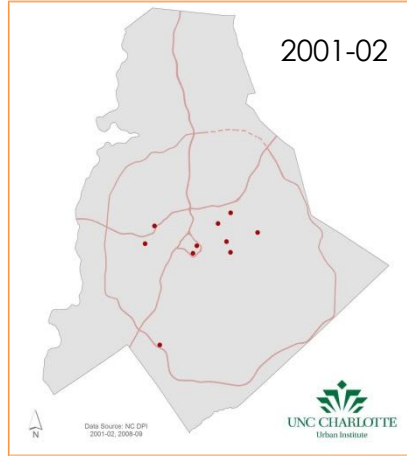 2001-02
UNC CHARLOTTE
Urban Institute
N
Data Source: NC DPI
2001-02, 2008-09